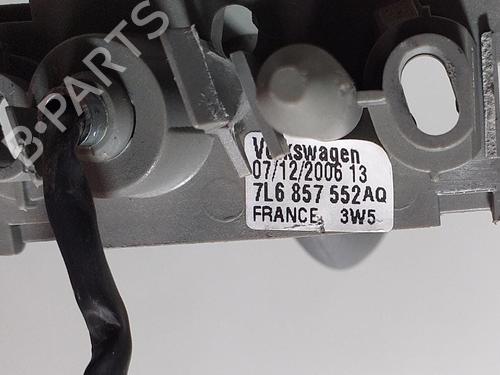 B-PARTS
Volkswagen
07/12/2006 13
7L6 857 552AQ
FRANCE 3W5